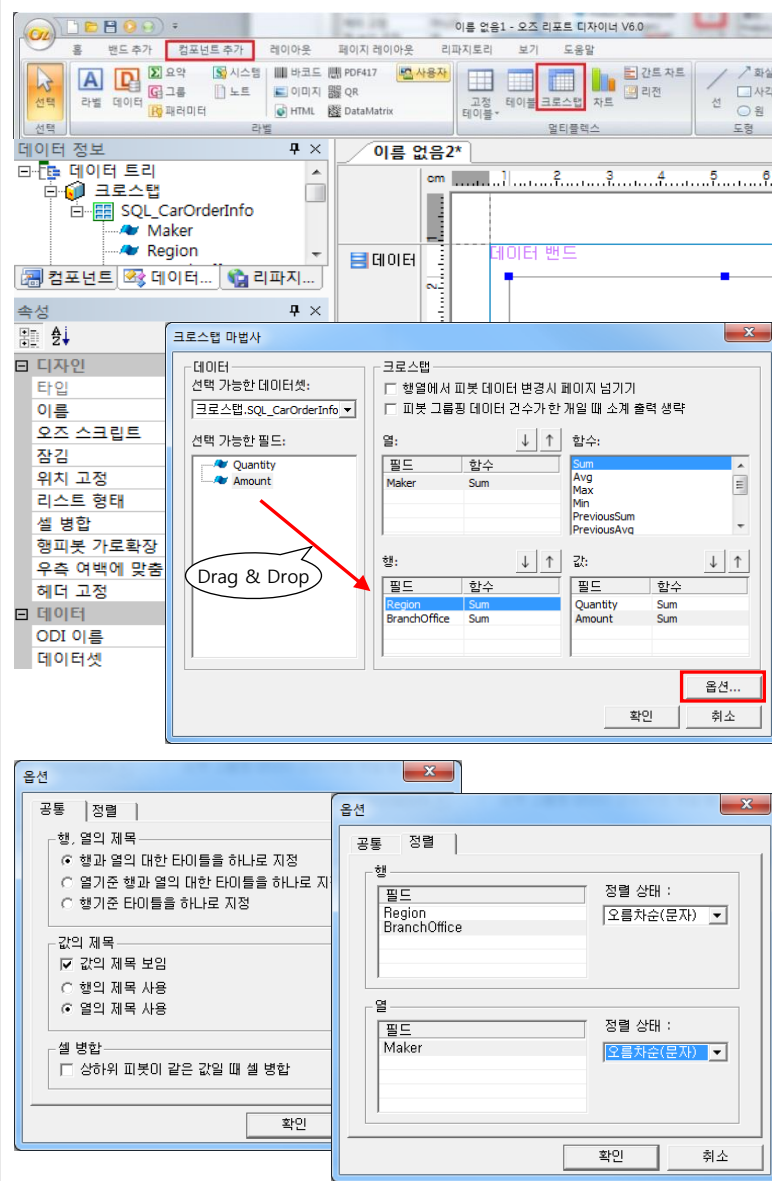 이름 없음1 - 오즈 리포트 디자이너 V6.0
홈 밴드 추가 컴포넌트 추가 레이아웃 페이지 레이아웃 리파지토리 보기 도움말
선택 라벨 데이터 요약 그룹 패러미터 시스템 노트 바코드 이미지 HTML PDF417 QR DataMatrix 사용자 고정 테이블 테이블 크로스탭 차트 간트 차트 리전 선 화살 사각 원
선택 라벨 멀티플렉스 도형
데이터 정보
데이터 트리
크로스탭
SQL_CarOrderInfo
Maker
Region
컴포넌트 데이터... 리파지...
이름 없음2*
cm 1 2 3 4 5 6
데이터
데이터 밴드
2
속성
디자인
타입
이름
오즈 스크립트
잠김
위치 고정
리스트 형태
셀 병합
행피봇 가로확장
우측 여백에 맞춤
헤더 고정
데이터
ODI 이름
데이터셋
크로스탭 마법사
데이터
선택 가능한 데이터셋:
크로스탭.SQL_CarOrderInfo
선택 가능한 필드:
Quantity
Amount
Drag & Drop
크로스탭
행열에서 피봇 데이터 변경시 페이지 넘기기
피봇 그룹핑 데이터 건수가 한 개일 때 소계 출력 생략
열: ↓ ↑
필드 함수
Maker Sum
함수:
Sum
Avg
Max
Min
PreviousSum
PreviousAvg
행: ↓ ↑
필드 함수
Region Sum
BranchOffice Sum
값: ↓ ↑
필드 함수
Quantity Sum
Amount Sum
옵션...
확인 취소
옵션
공통 정렬
행, 열의 제목
행과 열의 대한 타이틀을 하나로 지정
열기준 행과 열의 대한 타이틀을 하나로 지
행기준 타이틀을 하나로 지정
값의 제목
값의 제목 보임
행의 제목 사용
열의 제목 사용
셀 병합
상하위 피봇이 같은 값일 때 셀 병합
확인
옵션
공통 정렬
행
필드
Region
BranchOffice
정렬 상태 :
오름차순(문자)
열
필드
Maker
정렬 상태 :
오름차순(문자)
확인 취소